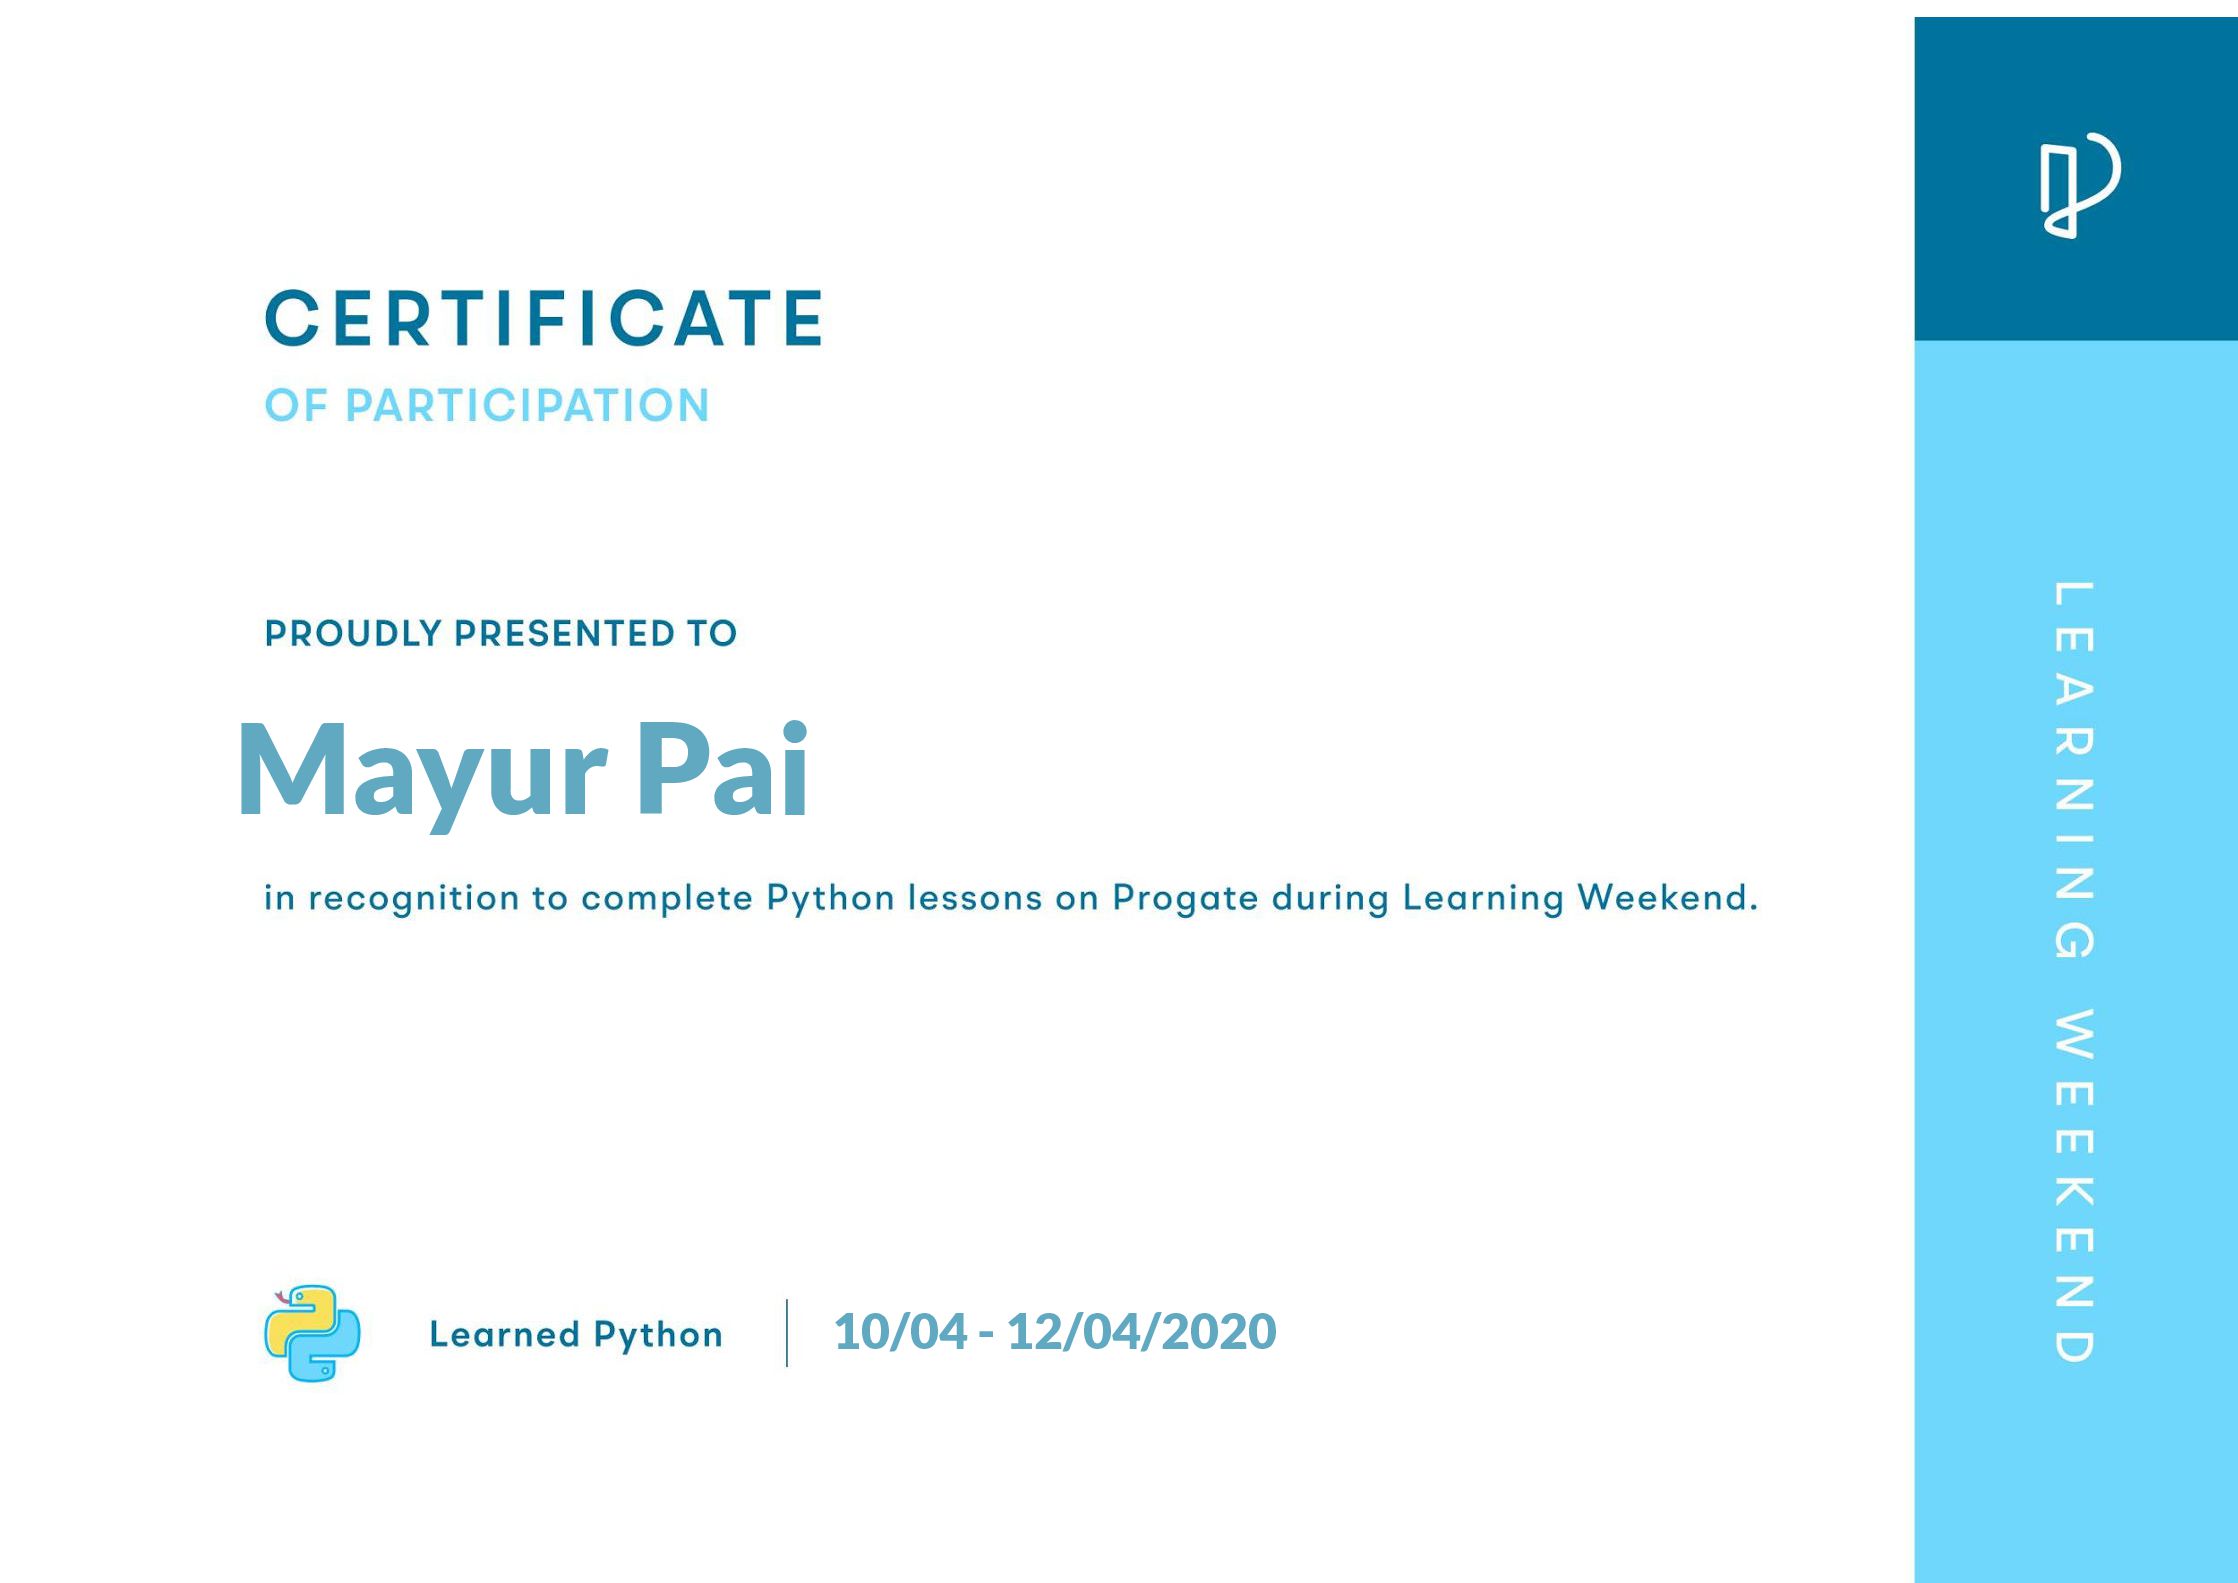 CERTIFICATE
OF PARTICIPATION
PROUDLY PRESENTED TO
Mayur Pai
in recognition to complete Python lessons on Progate during Learning Weekend.
Learned Python
10/04 - 12/04/2020
LEARNING WEEKEND